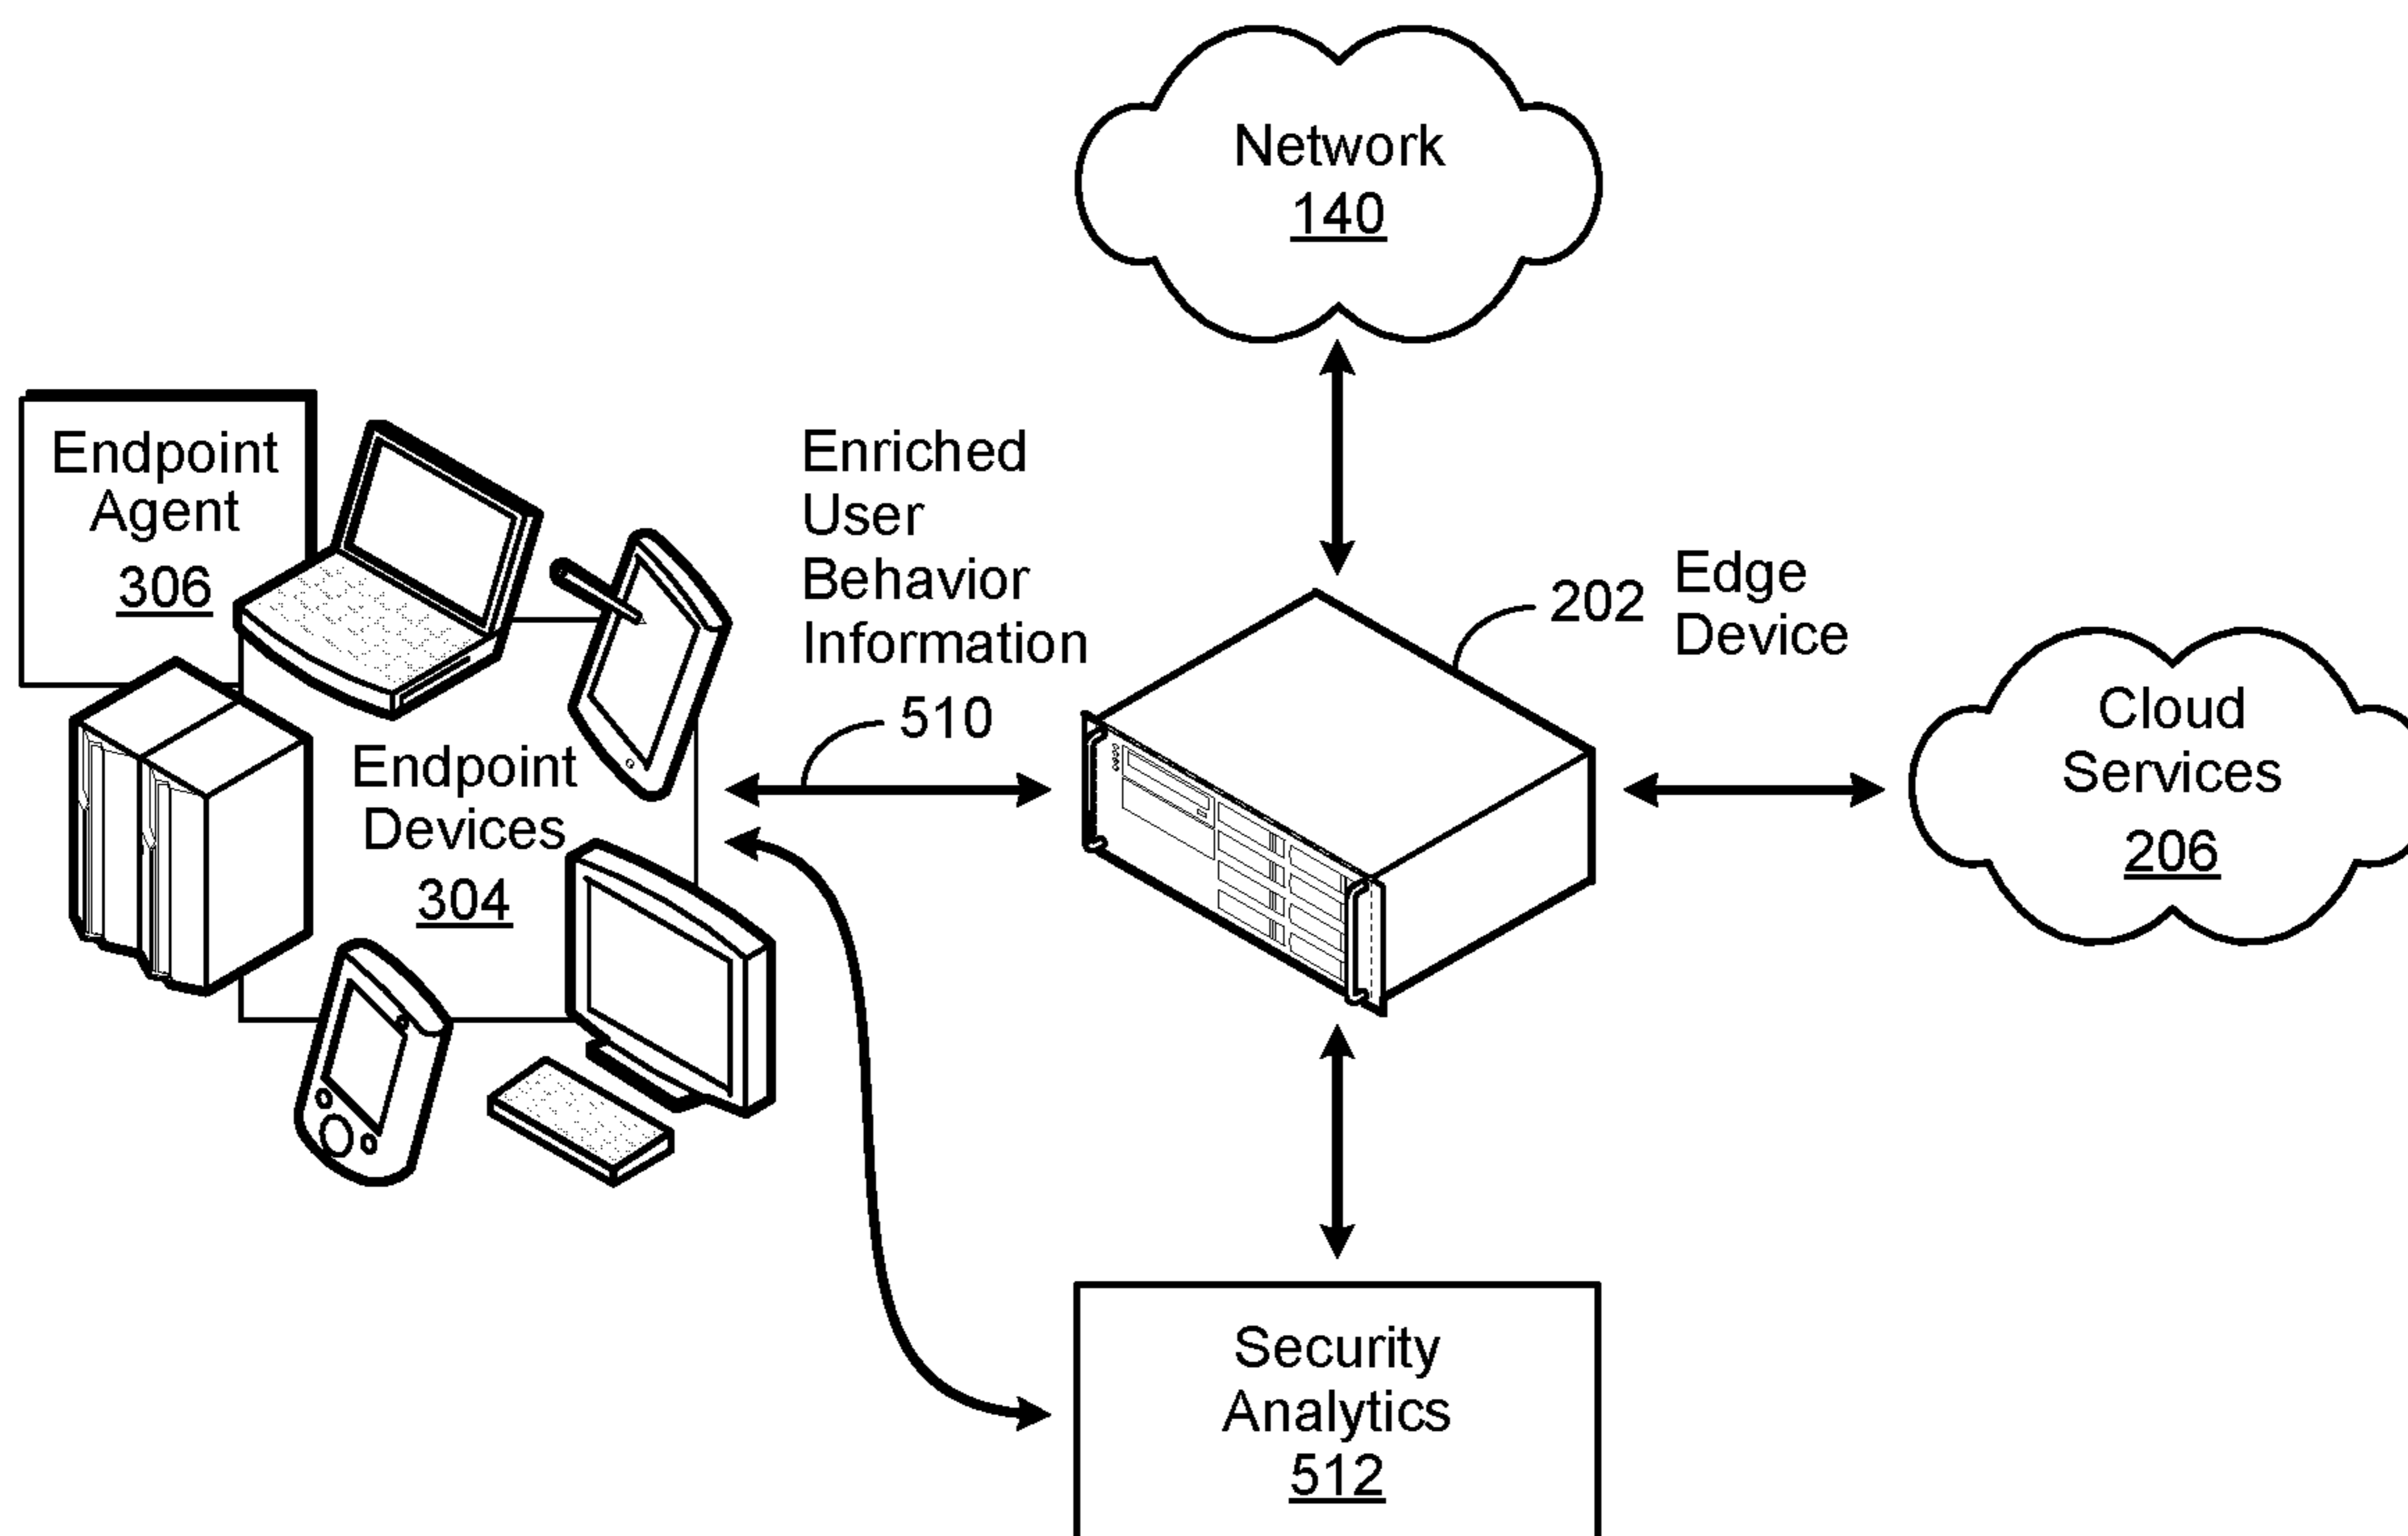 Network
140
Endpoint
Agent
306
Enriched
User
Behavior
Information
510
202
Edge
Device
Cloud
Services
206
Endpoint
Devices
304
Security
Analytics
512